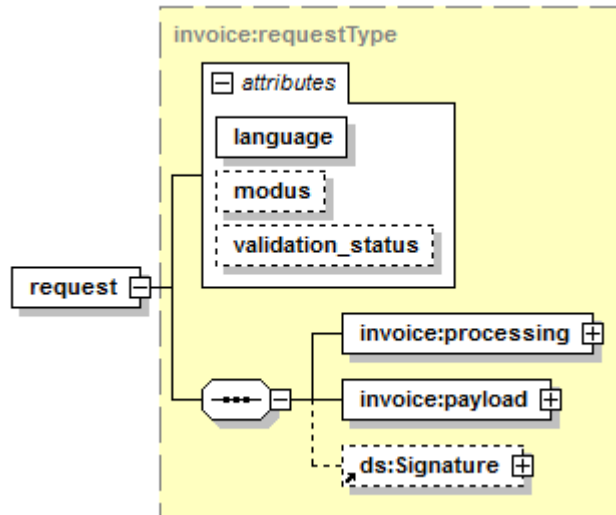 invoice:requestType
attributes
language
modus
validation_status
request
invoice:processing
invoice:payload
ds:Signature